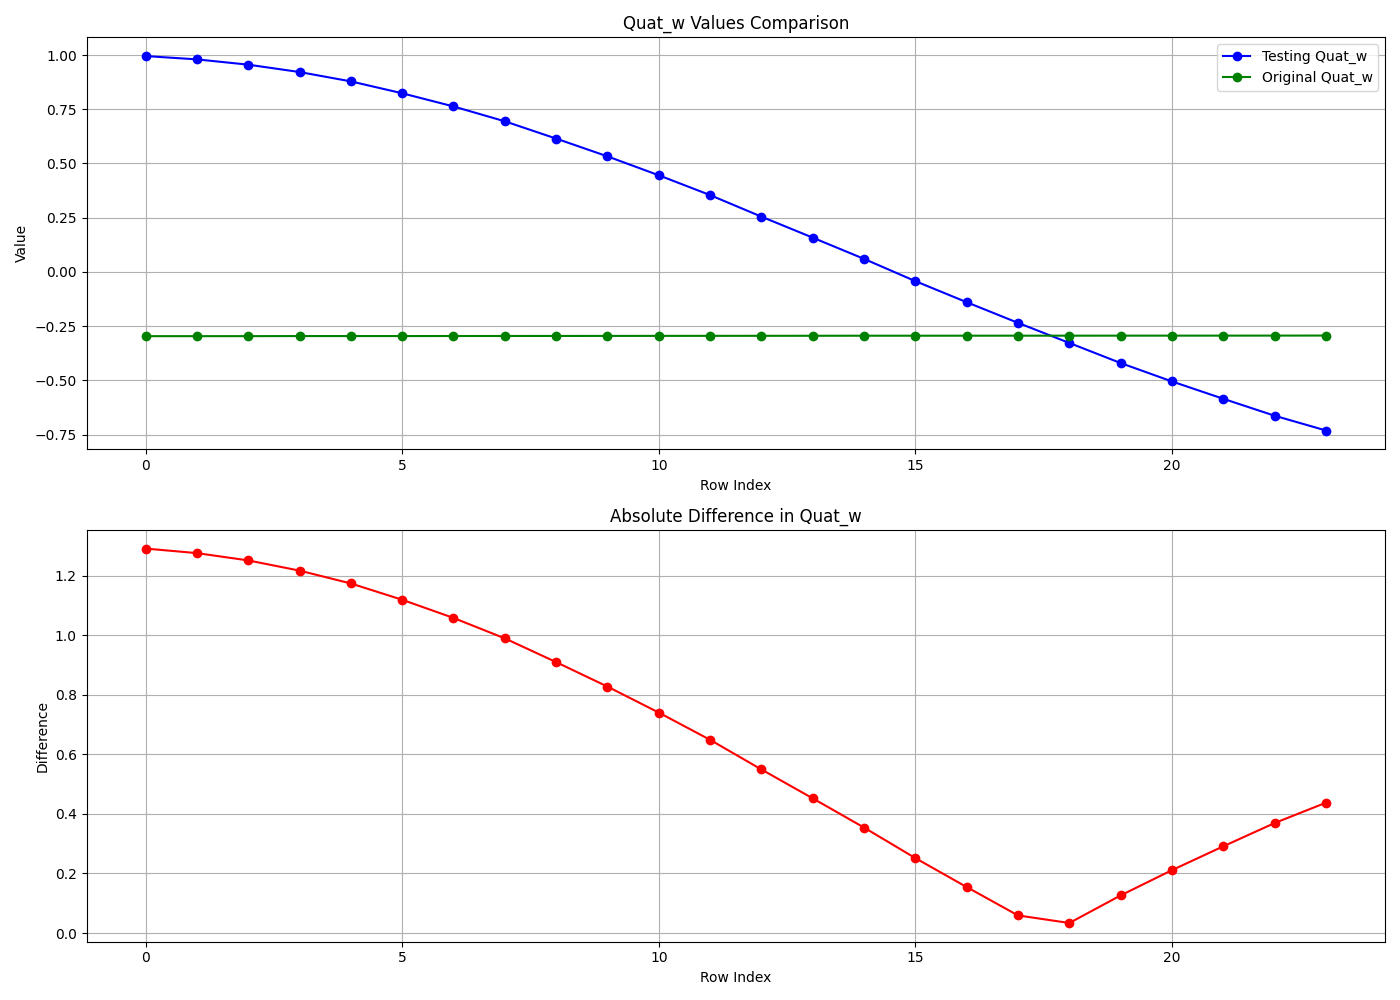 Quat_w Values Comparison
1.00
0.75
0.50
0.25
0.00
−0.25
−0.50
−0.75
Value
Testing Quat_w
Original Quat_w
0 5 10 15 20
Row Index
Absolute Difference in Quat_w
1.2
1.0
0.8
0.6
0.4
0.2
0.0
Difference
0 5 10 15 20
Row Index